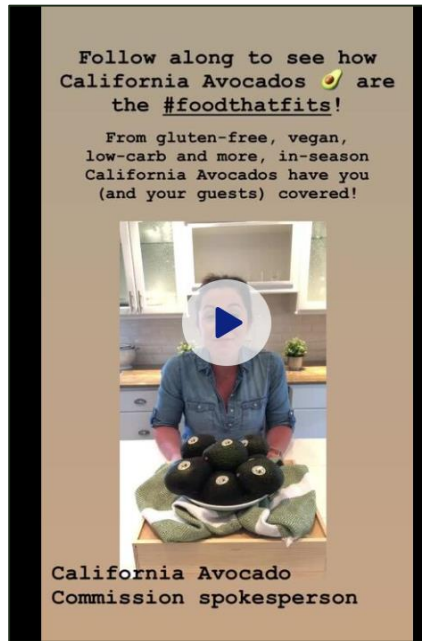 Follow along to see how
California Avocados 🥑 are
the #foodthatfits!
From gluten-free, vegan,
low-carb and more, in-season
California Avocados have you
(and your guests) covered!
California Avocado
Commission spokesperson